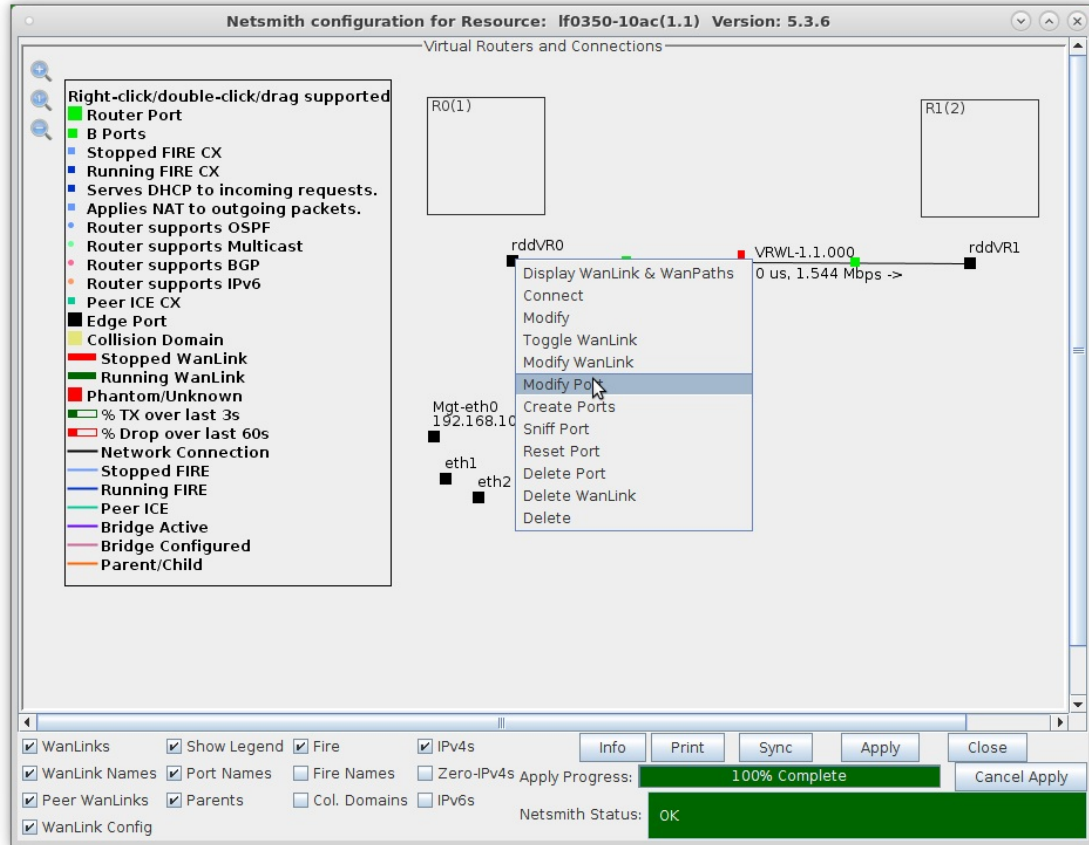 Netsmith configuration for Resource: lf0350-10ac(1.1) Version: 5.3.6
Virtual Routers and Connections
Right-click/double-click/drag supported
Router Port
B Ports
Stopped FIRE CX
Running FIRE CX
Serves DHCP to incoming requests.
Applies NAT to outgoing packets.
Router supports OSPF
Router supports Multicast
Router supports BGP
Router supports IPv6
Peer ICE CX
Edge Port
Collision Domain
Stopped WanLink
Running WanLink
Phantom/Unknown
% TX over last 3s
% Drop over last 60s
Network Connection
Stopped FIRE
Running FIRE
Peer ICE
Bridge Active
Bridge Configured
Parent/Child
R0(1)
R1(2)
rddVR0
VRWL-1.1.000
0 us, 1.544 Mbps ->
rddVR1
Mgt-eth0
192.168.10
eth1
eth2
Display WanLink & WanPaths
Connect
Modify
Toggle WanLink
Modify WanLink
Modify Port
Create Ports
Sniff Port
Reset Port
Delete Port
Delete WanLink
Delete
WanLinks Show Legend Fire IPv4s Info Print Sync Apply Close
WanLink Names Port Names Fire Names Zero-IPv4s Apply Progress: 100% Complete Cancel Apply
Peer WanLinks Parents Col. Domains IPv6s
Netsmith Status: OK
WanLink Config